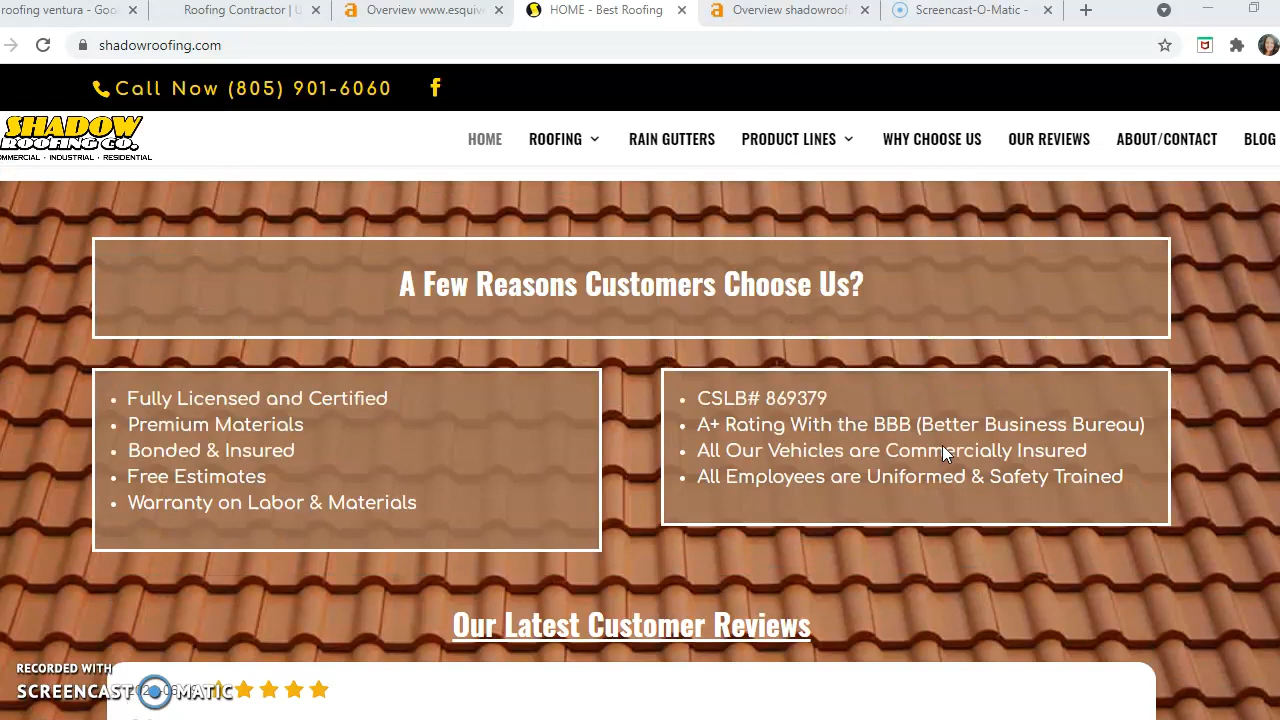 roofing ventura - Goo
Roofing Contractor | U
Overview www.esquive
HOME - Best Roofing
Overview shadowroof
Screencast-O-Matic -
shadowroofing.com
Call Now (805) 901-6060
SHADOW
ROOFING CO.
OMMERCIAL · INDUSTRIAL · RESIDENTIAL
HOME ROOFING RAIN GUTTERS PRODUCT LINES WHY CHOOSE US OUR REVIEWS ABOUT/CONTACT BLOG
A Few Reasons Customers Choose Us?
• Fully Licensed and Certified
• Premium Materials
• Bonded & Insured
• Free Estimates
• Warranty on Labor & Materials
• CSLB# 869379
• A+ Rating With the BBB (Better Business Bureau)
• All Our Vehicles are Commercially Insured
• All Employees are Uniformed & Safety Trained
Our Latest Customer Reviews
RECORDED WITH
SCREENCAST-O-MATIC